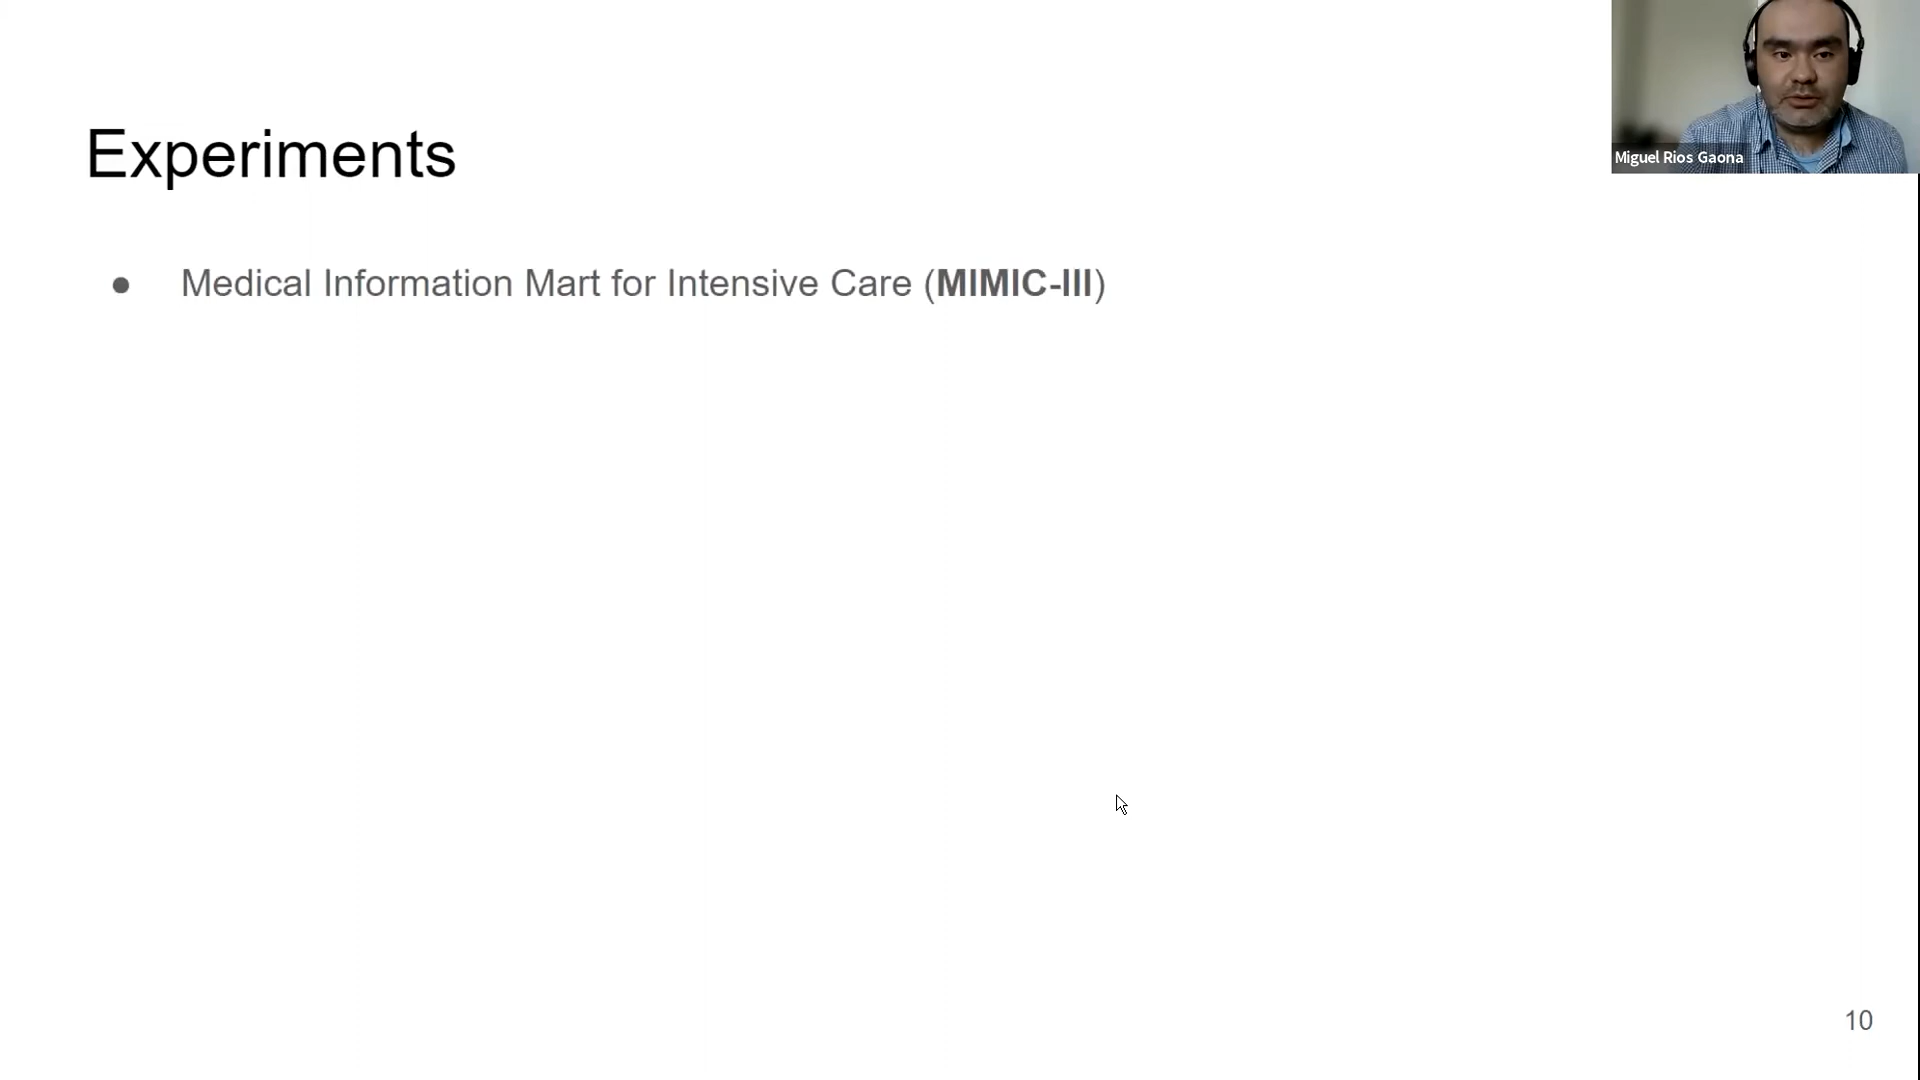 Miguel Rios Gaona
Experiments
● Medical Information Mart for Intensive Care (MIMIC-III)
10